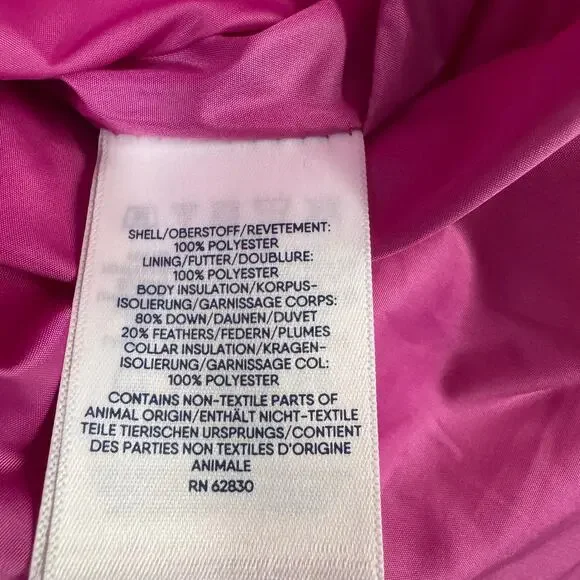 SHELL/OBERSTOFF/REVETEMENT:
100% POLYESTER
LINING/FUTTER/DOUBLURE:
100% POLYESTER
BODY INSULATION/KORPUS-
ISOLIERUNG/GARNISSAGE CORPS:
80% DOWN/DAUNEN/DUVET
20% FEATHERS/FEDERN/PLUMES
COLLAR INSULATION/KRAGEN-
ISOLIERUNG/GARNISSAGE COL:
100% POLYESTER
CONTAINS NON-TEXTILE PARTS OF
ANIMAL ORIGIN/ENTHÄLT NICHT-TEXTILE
TEILE TIERISCHEN URSPRUNGS/CONTIENT
DES PARTIES NON TEXTILES D'ORIGINE
ANIMALE
RN 62830